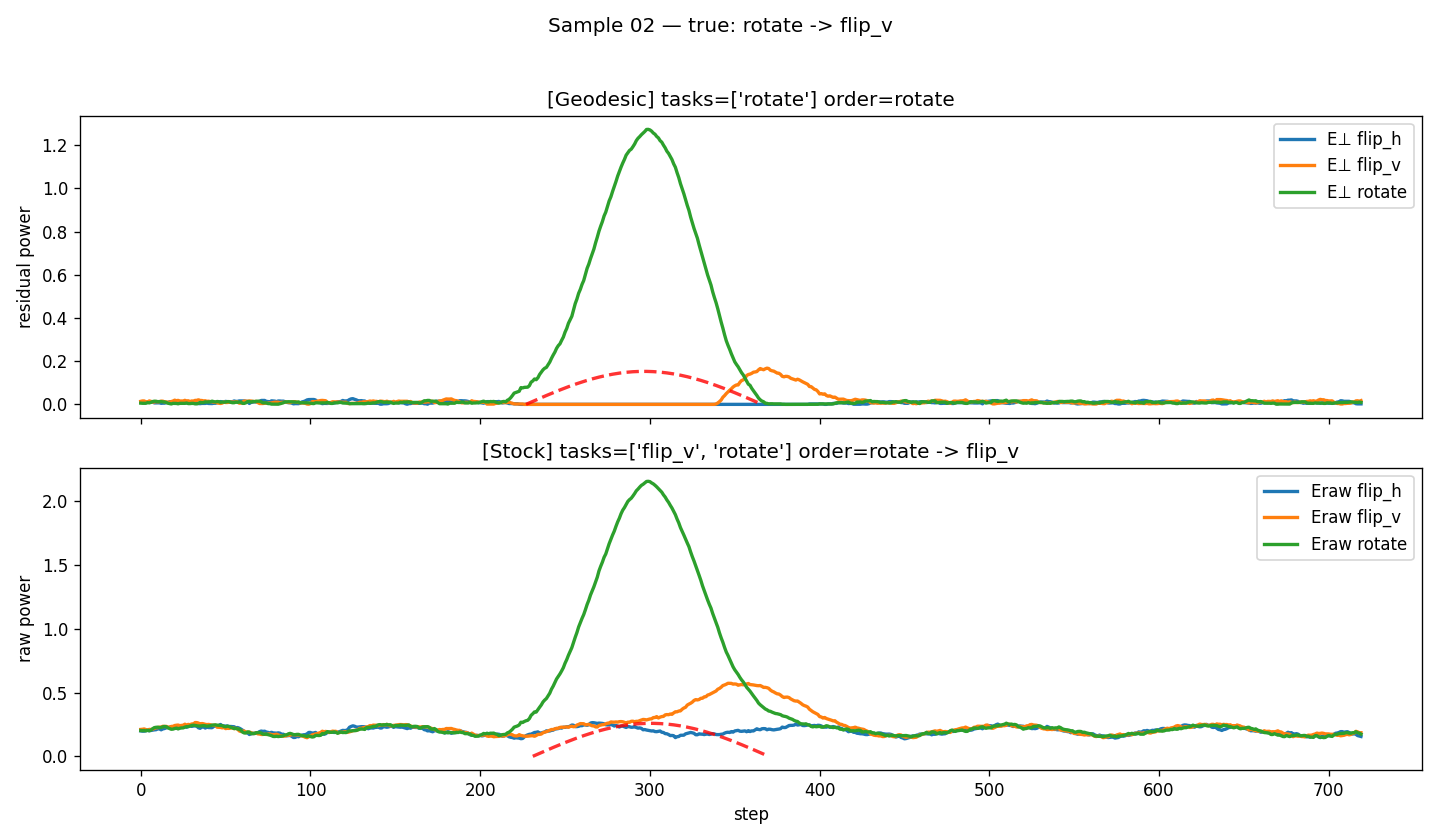 Sample 02 — true: rotate -> flip_v
[Geodesic] tasks=['rotate'] order=rotate
residual power
1.2
1.0
0.8
0.6
0.4
0.2
0.0
E⊥ flip_h
E⊥ flip_v
E⊥ rotate
[Stock] tasks=['flip_v', 'rotate'] order=rotate -> flip_v
raw power
2.0
1.5
1.0
0.5
0.0
Eraw flip_h
Eraw flip_v
Eraw rotate
0 100 200 300 400 500 600 700
step